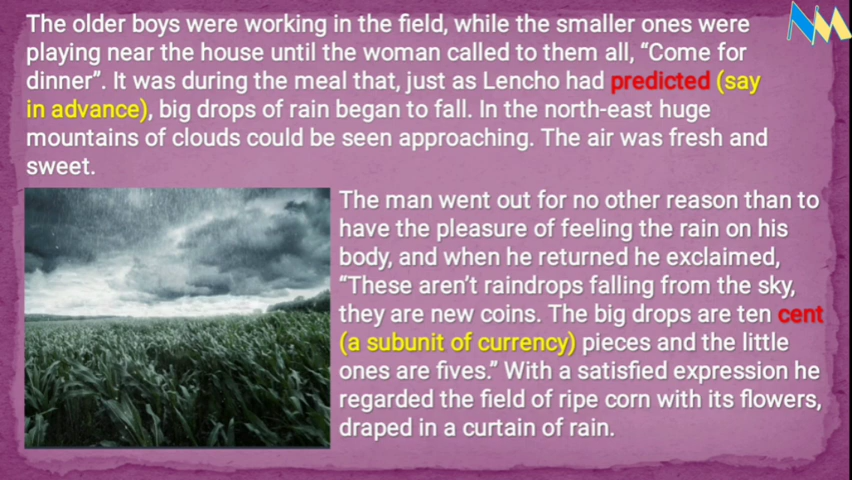 The older boys were working in the field, while the smaller ones were
playing near the house until the woman called to them all, “Come for
dinner”. It was during the meal that, just as Lencho had predicted (say
in advance), big drops of rain began to fall. In the north-east huge
mountains of clouds could be seen approaching. The air was fresh and
sweet.
The man went out for no other reason than to
have the pleasure of feeling the rain on his
body, and when he returned he exclaimed,
“These aren’t raindrops falling from the sky,
they are new coins. The big drops are ten cent
(a subunit of currency) pieces and the little
ones are fives.” With a satisfied expression he
regarded the field of ripe corn with its flowers,
draped in a curtain of rain.
NM